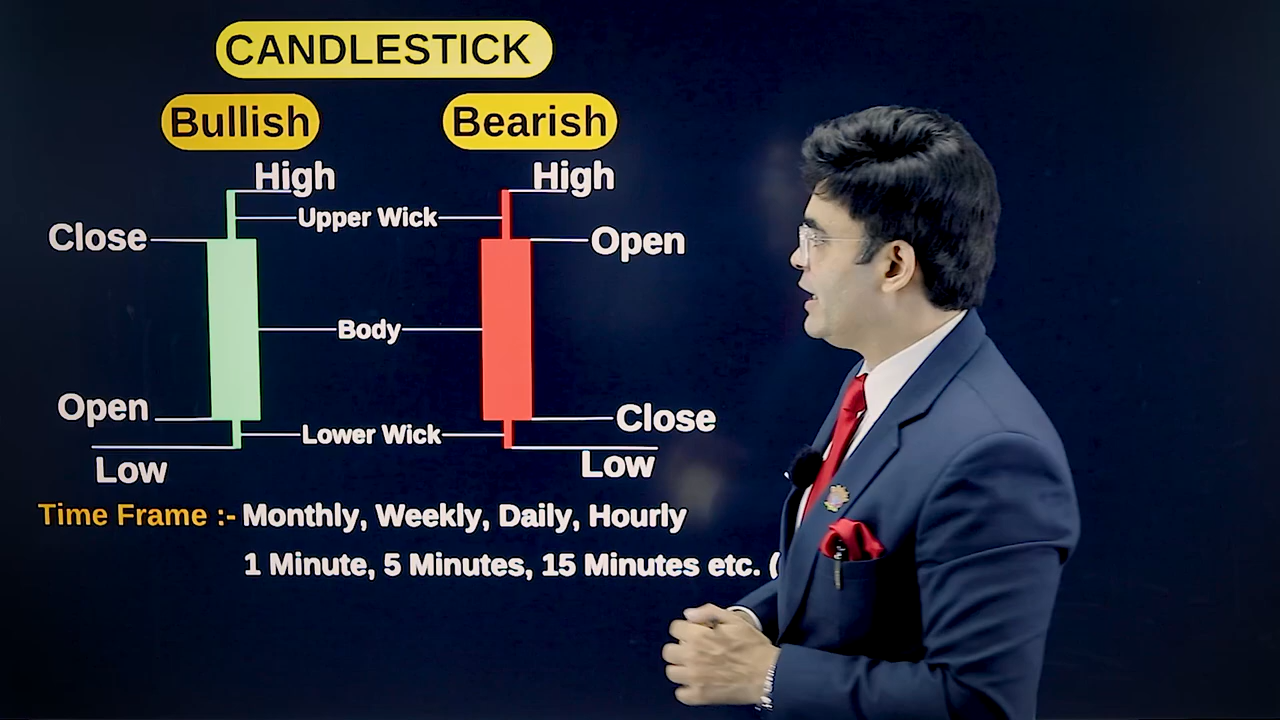 CANDLESTICK
Bullish
Bearish
High
High
Upper Wick
Close
Open
Body
Open
Close
Lower Wick
Low
Low
Time Frame :- Monthly, Weekly, Daily, Hourly
1 Minute, 5 Minutes, 15 Minutes etc. (